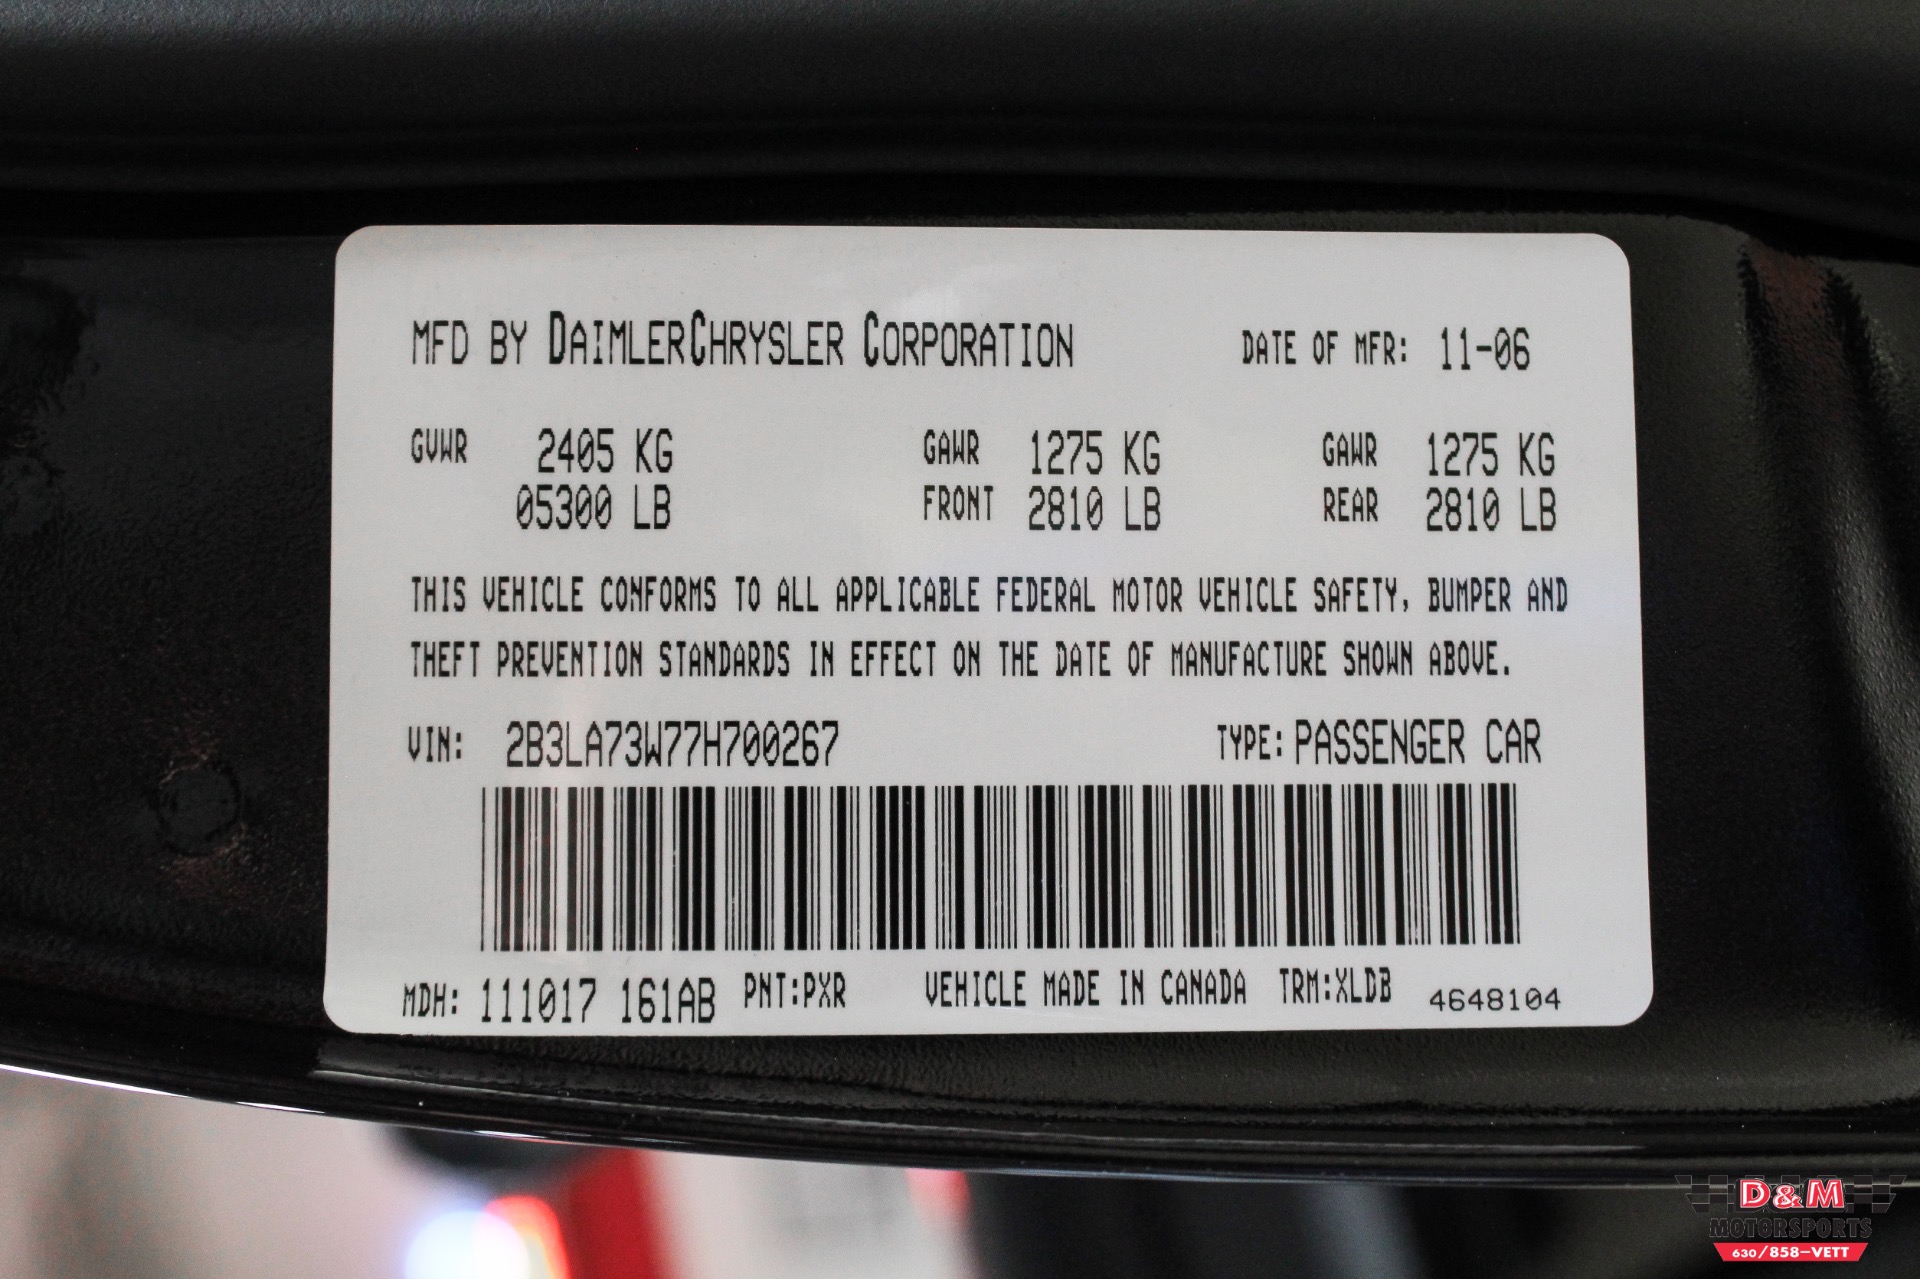 MFD BY DAIMLERCHRYSLER CORPORATION DATE OF MFR: 11-06
GVWR 2405 KG GAWR 1275 KG GAWR 1275 KG
05300 LB FRONT 2810 LB REAR 2810 LB
THIS VEHICLE CONFORMS TO ALL APPLICABLE FEDERAL MOTOR VEHICLE SAFETY, BUMPER AND
THEFT PREVENTION STANDARDS IN EFFECT ON THE DATE OF MANUFACTURE SHOWN ABOVE.
VIN: 2B3LA73W77H700267 TYPE: PASSENGER CAR
MDH: 111017 161AB PNT:PXR VEHICLE MADE IN CANADA TRM:XLDB 4648104
D&M
MOTORSPORTS
630/858-VETT